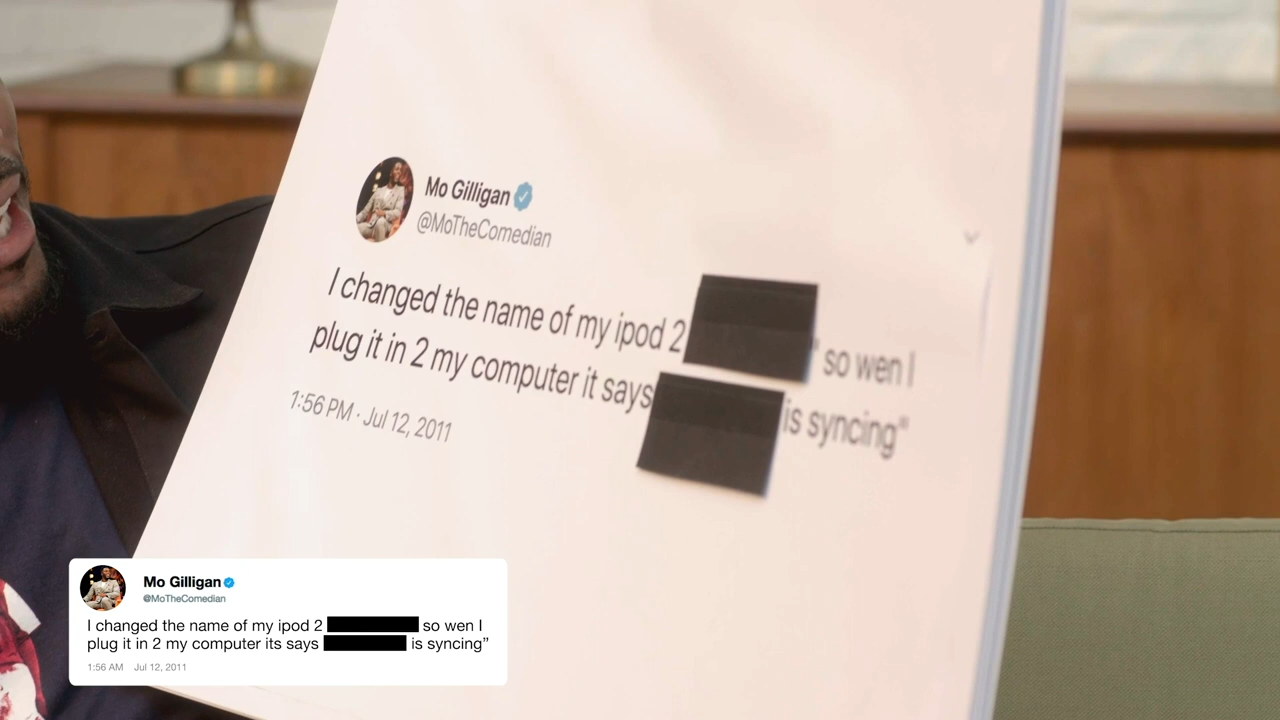 Mo Gilligan
@MoTheComedian
I changed the name of my ipod 2 " so wen I
plug it in 2 my computer it says is syncing"
1:56 PM · Jul 12, 2011
Mo Gilligan
@MoTheComedian
I changed the name of my ipod 2 so wen I
plug it in 2 my computer its says is syncing”
1:56 AM Jul 12, 2011